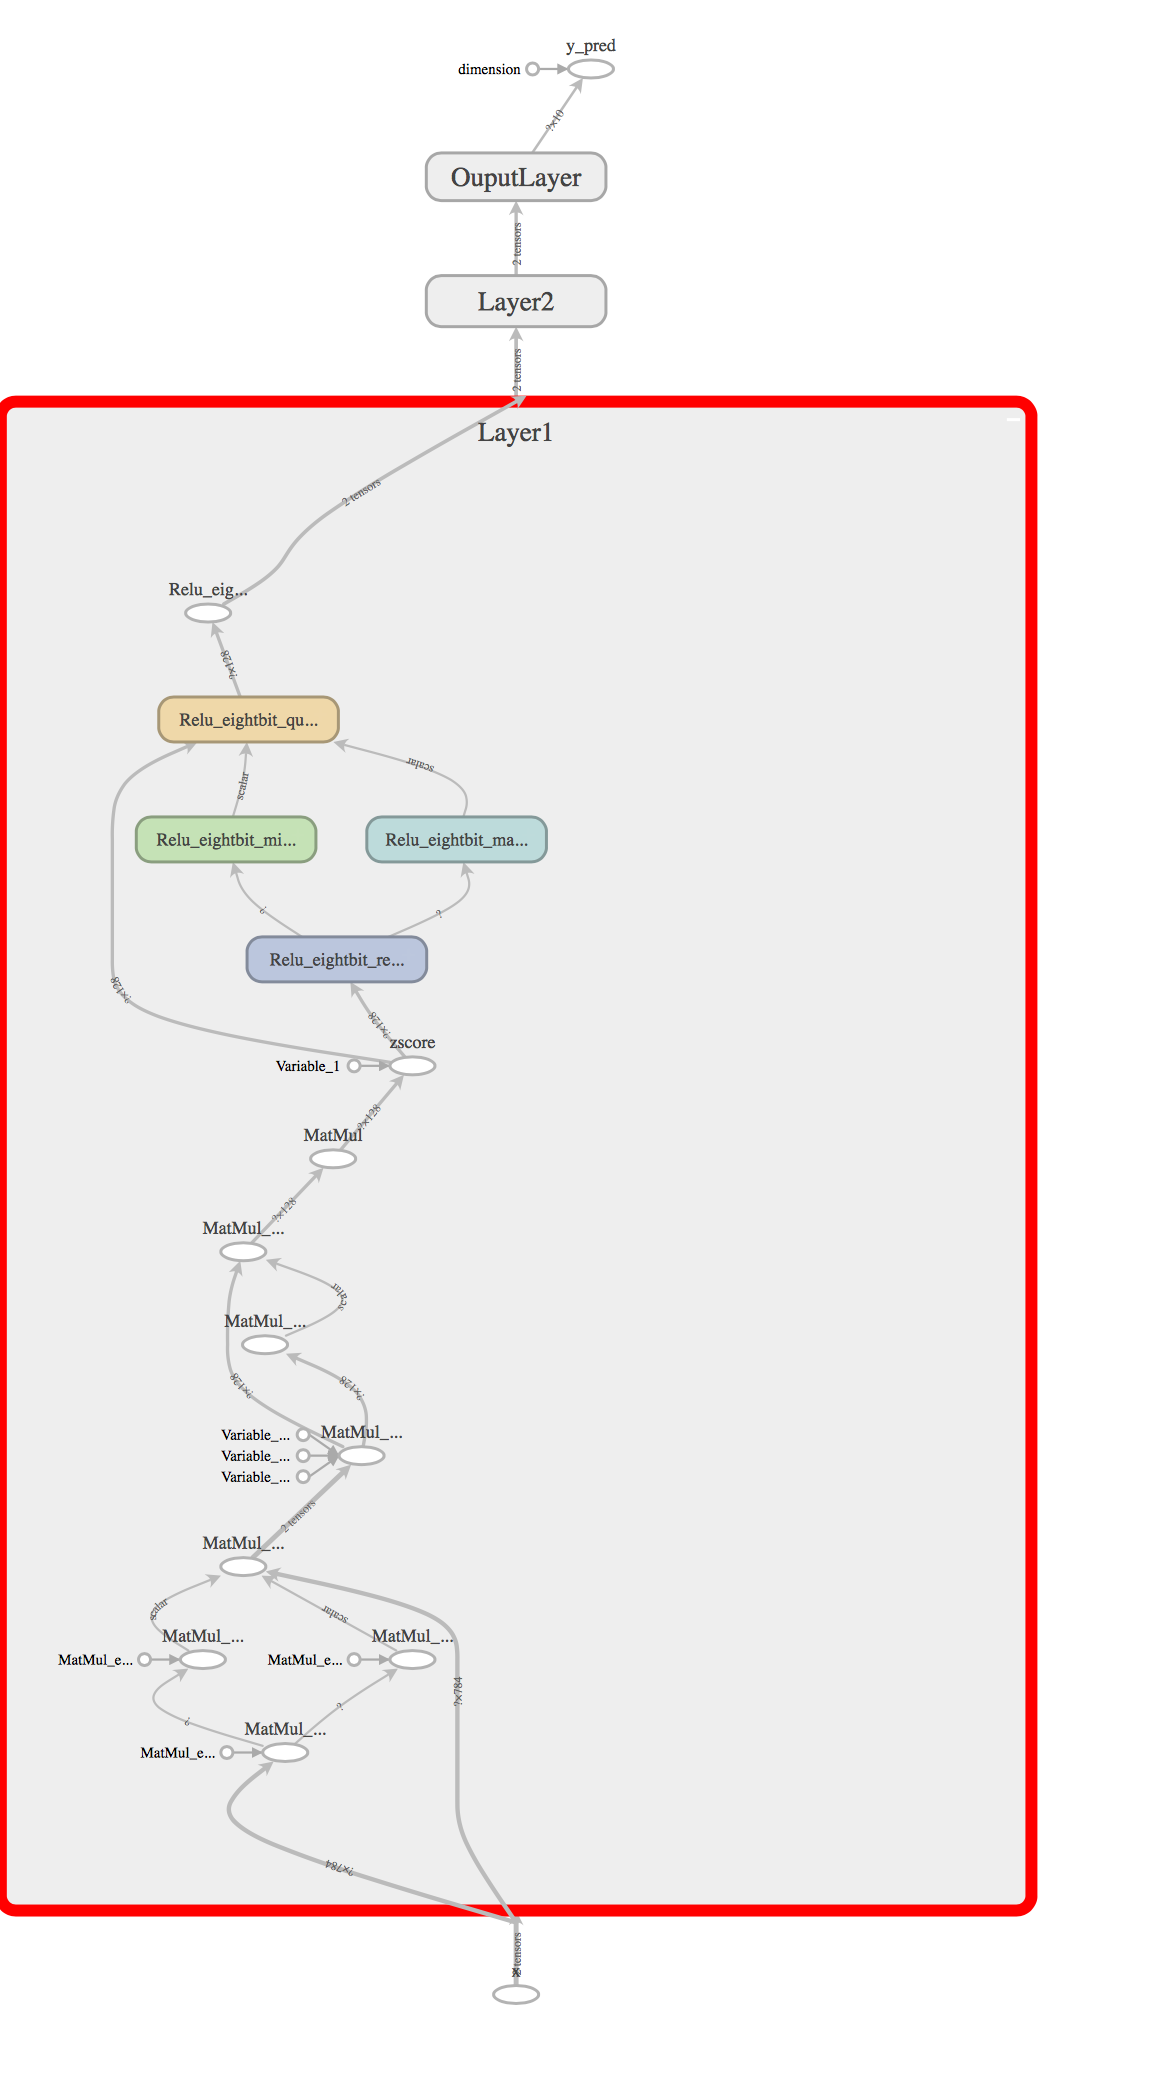 y_pred
dimension
?×10
OuputLayer
2 tensors
Layer2
2 tensors
Layer1
2 tensors
Relu_eig...
?×128
Relu_eightbit_qu...
scalar
scalar
Relu_eightbit_mi...
Relu_eightbit_ma...
?
?
Relu_eightbit_re...
?×128
?×128
zscore
Variable_1
?×128
MatMul
?×128
MatMul_...
scalar
MatMul_...
?×128
?×128
MatMul_...
Variable_...
Variable_...
Variable_...
2 tensors
MatMul_...
scalar
scalar
MatMul_...
MatMul_...
MatMul_e...
MatMul_e...
?×784
?
?
MatMul_...
MatMul_e...
?×784
tensors
x